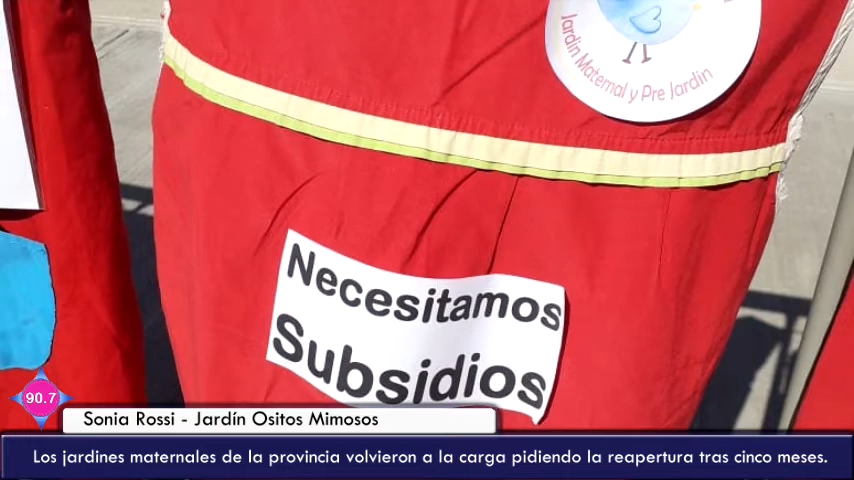 Jardín Maternal y Pre Jardín
Necesitamos
Subsidios
90.7
Sonia Rossi - Jardín Ositos Mimosos
Los jardines maternales de la provincia volvieron a la carga pidiendo la reapertura tras cinco meses.